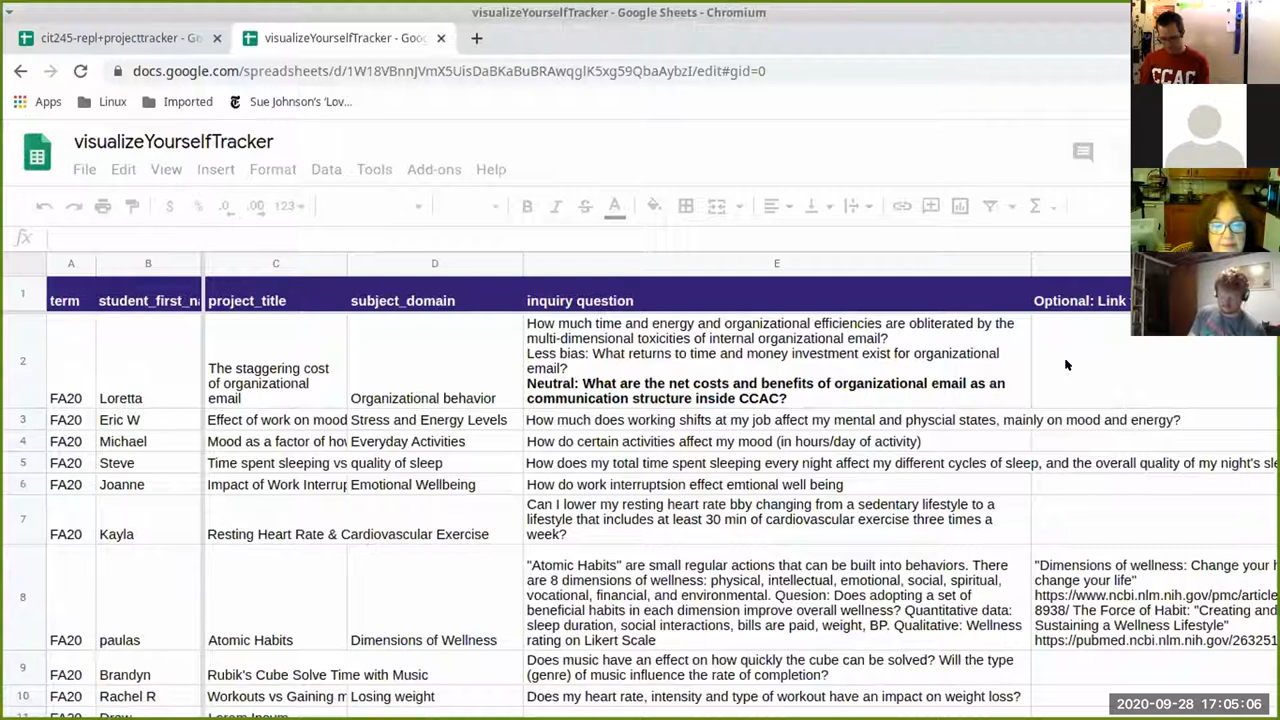 visualizeYourselfTracker - Google Sheets - Chromium
cit245-repl+projecttracker - Go
visualizeYourselfTracker - Goog
docs.google.com/spreadsheets/d/1W18VBnnJVmX5UisDaBKaBuBRAwqglK5xg59QbaAybzI/edit#gid=0
Apps Linux Imported Sue Johnson's 'Lov...
visualizeYourselfTracker
File Edit View Insert Format Data Tools Add-ons Help
$ % .0 .00 123 B I S A Σ
fx
A B C D E
1 term student_first_na project_title subject_domain inquiry question Optional: Link
How much time and energy and organizational efficiencies are obliterated by the
multi-dimensional toxicities of internal organizational email?
Less bias: What returns to time and money investment exist for organizational
email?
Neutral: What are the net costs and benefits of organizational email as an
communication structure inside CCAC?
The staggering cost
of organizational
email
2 FA20 Loretta Organizational behavior
3 FA20 Eric W Effect of work on mood Stress and Energy Levels How much does working shifts at my job affect my mental and physcial states, mainly on mood and energy?
4 FA20 Michael Mood as a factor of how Everyday Activities How do certain activities affect my mood (in hours/day of activity)
5 FA20 Steve Time spent sleeping vs quality of sleep How does my total time spent sleeping every night affect my different cycles of sleep, and the overall quality of my night's sle
6 FA20 Joanne Impact of Work Interrup Emotional Wellbeing How do work interruptsion effect emtional well being
Can I lower my resting heart rate bby changing from a sedentary lifestyle to a
lifestyle that includes at least 30 min of cardiovascular exercise three times a
week?
7 FA20 Kayla Resting Heart Rate & Cardiovascular Exercise
"Atomic Habits" are small regular actions that can be built into behaviors. There
are 8 dimensions of wellness: physical, intellectual, emotional, social, spiritual,
vocational, financial, and environmental. Quesion: Does adopting a set of
beneficial habits in each dimension improve overall wellness? Quantitative data:
sleep duration, social interactions, bills are paid, weight, BP. Qualitative: Wellness
rating on Likert Scale
"Dimensions of wellness: Change your h
change your life"
https://www.ncbi.nlm.nih.gov/pmc/article
8938/ The Force of Habit: "Creating and
Sustaining a Wellness Lifestyle"
https://pubmed.ncbi.nlm.nih.gov/263251
8 FA20 paulas Atomic Habits Dimensions of Wellness
Does music have an effect on how quickly the cube can be solved? Will the type
(genre) of music influence the rate of completion?
9 FA20 Brandyn Rubik's Cube Solve Time with Music
10 FA20 Rachel R Workouts vs Gaining m Losing weight Does my heart rate, intensity and type of workout have an impact on weight loss?
CCAC
2020-09-28 17:05:06